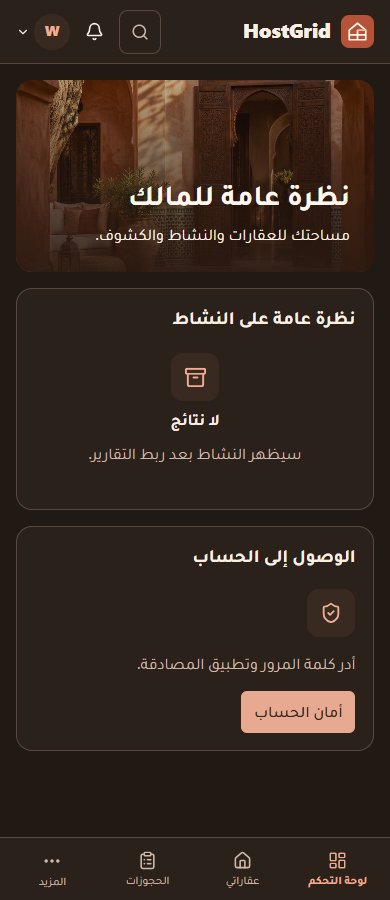 HostGrid
W
نظرة عامة للمالك
مساحتك للعقارات والنشاط والكشوف.
نظرة عامة على النشاط
لا نتائج
سيظهر النشاط بعد ربط التقارير.
الوصول إلى الحساب
أدر كلمة المرور وتطبيق المصادقة.
أمان الحساب
لوحة التحكم
عقاراتي
الحجوزات
المزيد